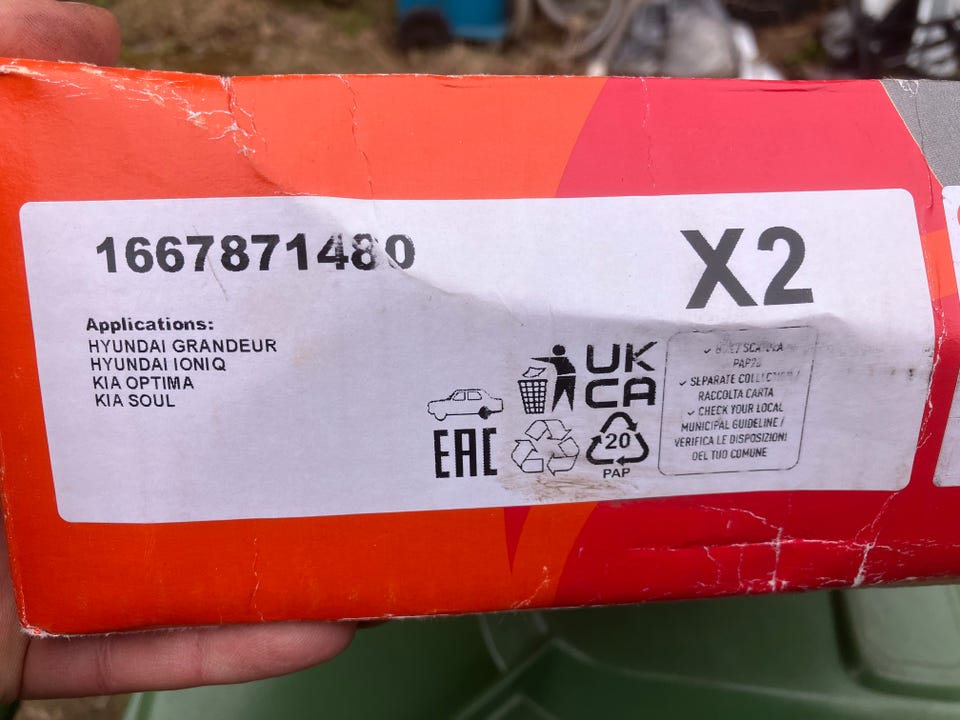 1667871480
X2
Applications:
HYUNDAI GRANDEUR
HYUNDAI IONIQ
KIA OPTIMA
KIA SOUL
EAC
UK
CA
20
PAP
PAP20
✓ SEPARATE COLLECTION /
RACCOLTA CARTA
✓ CHECK YOUR LOCAL
MUNICIPAL GUIDELINE /
VERIFICA LE DISPOSIZIONI
DEL TUO COMUNE